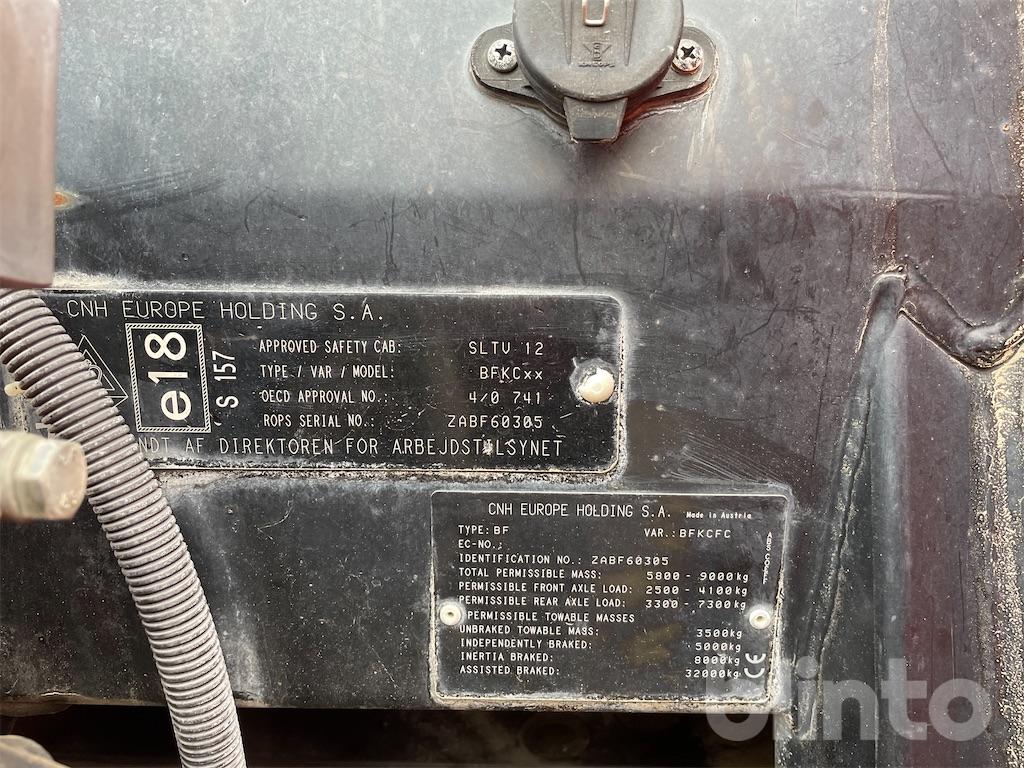 CNH EUROPE HOLDING S.A.
e18
S 157
APPROVED SAFETY CAB: SLTV 12
TYPE / VAR / MODEL: BFKCxx
OECD APPROVAL NO.: 4/0 741
ROPS SERIAL NO.: ZABF60305
NDT AF DIREKTOREN FOR ARBEJDSTILSYNET
CNH EUROPE HOLDING S.A. Made in Austria
TYPE: BF VAR.: BFKCFC
EC-NO.:
IDENTIFICATION NO.: ZABF60305
TOTAL PERMISSIBLE MASS: 5800 - 9000kg
PERMISSIBLE FRONT AXLE LOAD: 2500 - 4100kg
PERMISSIBLE REAR AXLE LOAD: 3300 - 7300kg
PERMISSIBLE TOWABLE MASSES
UNBRAKED TOWABLE MASS: 3500kg
INDEPENDENTLY BRAKED: 5000kg
INERTIA BRAKED: 8000kg
ASSISTED BRAKED: 32000kg
CE
blinto